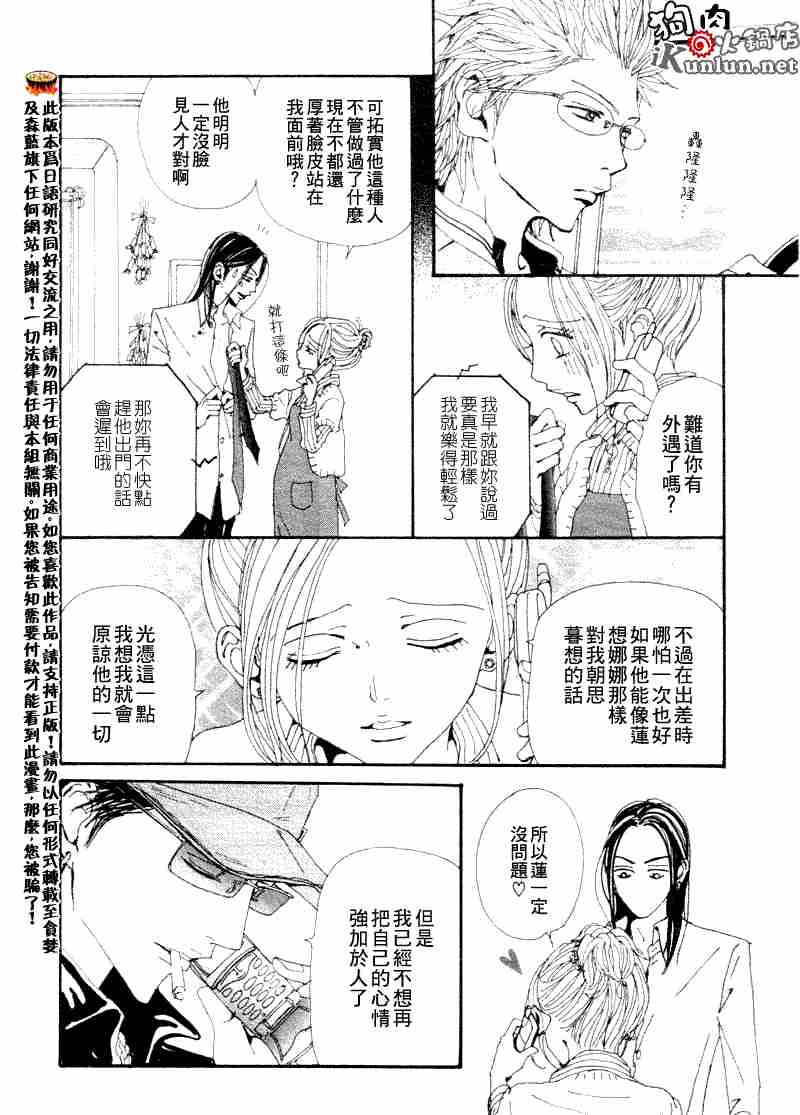 狗肉
火鍋店
iKunlun.net
轟隆隆隆…
可拓實他這種人
不管做過了什麼
現在不都還
厚著臉皮站在
我面前哦？
他明明
一定沒臉
見人才對啊
就打這條吧
難道你有
外遇了嗎？
我早就跟妳說過
要真是那樣
我就樂得輕鬆了
那妳再不快點
趕他出門的話
會遲到哦
不過在出差時
哪怕一次也好
如果他能像蓮
想娜娜那樣
對我朝思
暮想的話
光憑這一點
我想我就會
原諒他的一切
所以蓮一定
沒問題♡
但是
我已經不想再
把自己的心情
強加於人了
此版本爲日語研究同好交流之用，請勿用于任何商業用途。如您喜歡此作品，請支持正版！請勿以任何形式轉載至貪婪
及森藍旗下任何網站，謝謝！一切法律責任與本組無關。如果您被告知需要付款才能看到此漫畫，那麼，您被騙了！